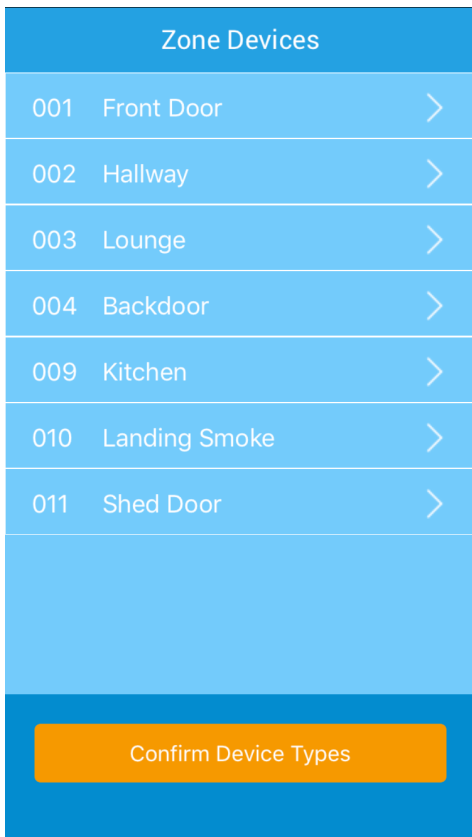 Zone Devices
001 Front Door
002 Hallway
003 Lounge
004 Backdoor
009 Kitchen
010 Landing Smoke
011 Shed Door
Confirm Device Types